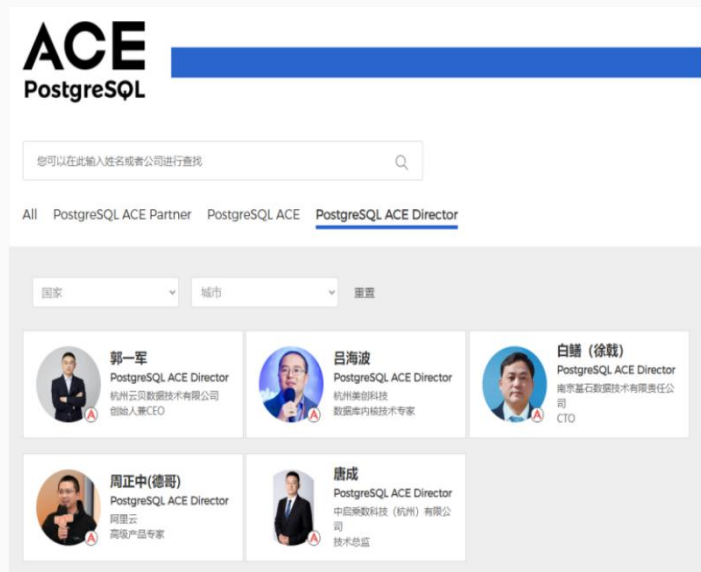 ACE
PostgreSQL
您可以在此输入姓名或者公司进行查找
All PostgreSQL ACE Partner PostgreSQL ACE PostgreSQL ACE Director
国家 城市 重置
郭一军
PostgreSQL ACE Director
杭州云贝数据技术有限公司
创始人兼CEO
吕海波
PostgreSQL ACE Director
杭州美创科技
数据库内核技术专家
白鳝（徐戟）
PostgreSQL ACE Director
南京基石数据技术有限责任公
司
CTO
周正中(德哥)
PostgreSQL ACE Director
阿里云
高级产品专家
唐成
PostgreSQL ACE Director
中启乘数科技（杭州）有限公
司
技术总监